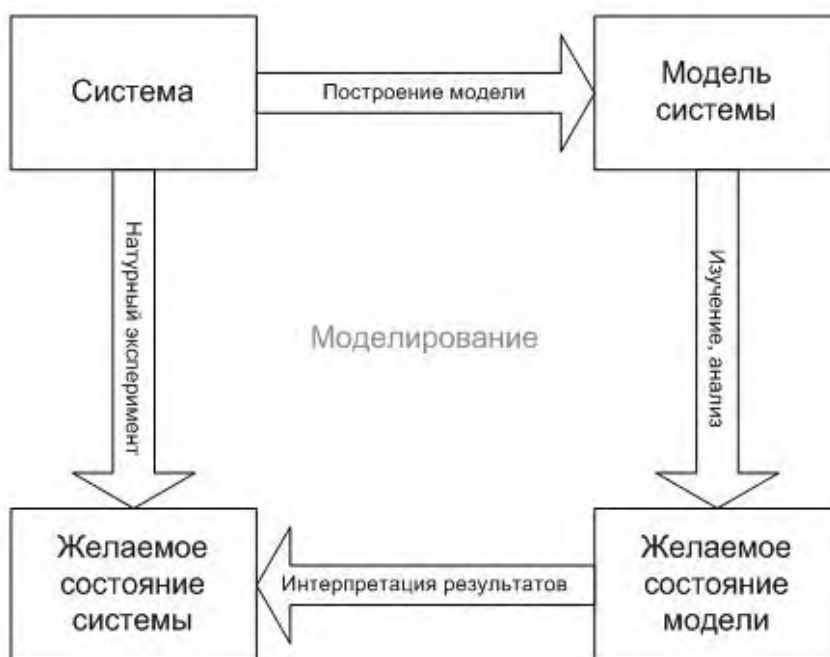 Система
Построение модели
Модель
системы
Натурный эксперимент
Моделирование
Изучение, анализ
Желаемое
состояние
системы
Интерпретация результатов
Желаемое
состояние
модели